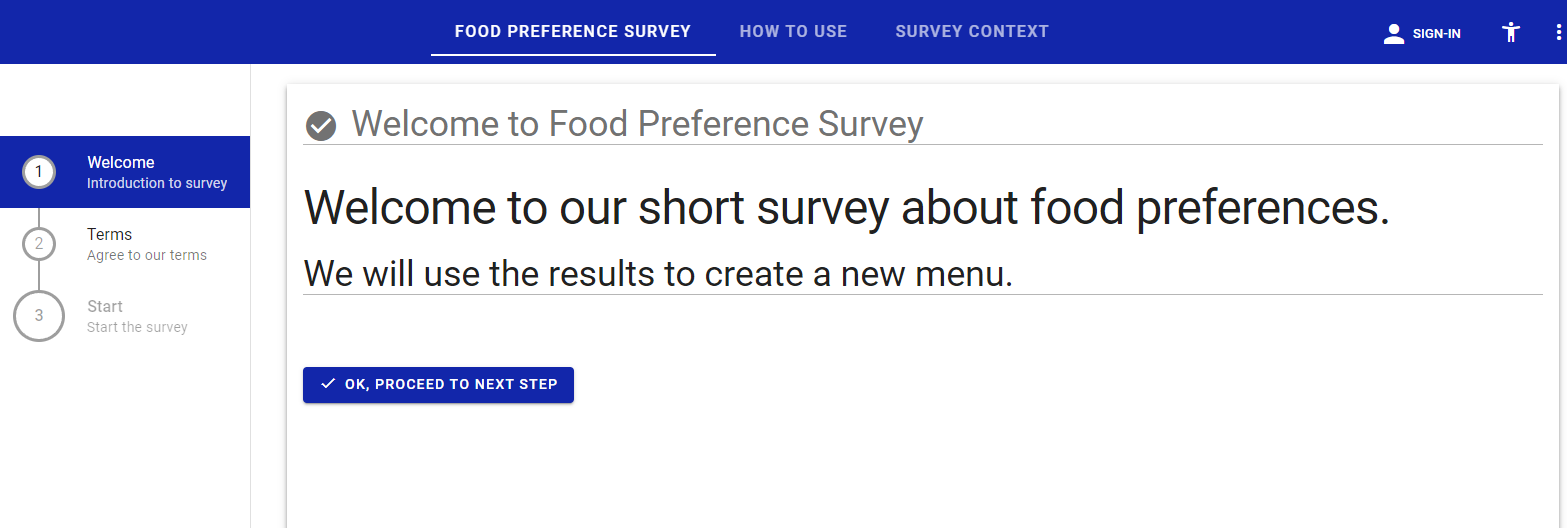 FOOD PREFERENCE SURVEY HOW TO USE SURVEY CONTEXT SIGN-IN
1 Welcome
Introduction to survey
2 Terms
Agree to our terms
3 Start
Start the survey
Welcome to Food Preference Survey
Welcome to our short survey about food preferences.
We will use the results to create a new menu.
OK, PROCEED TO NEXT STEP